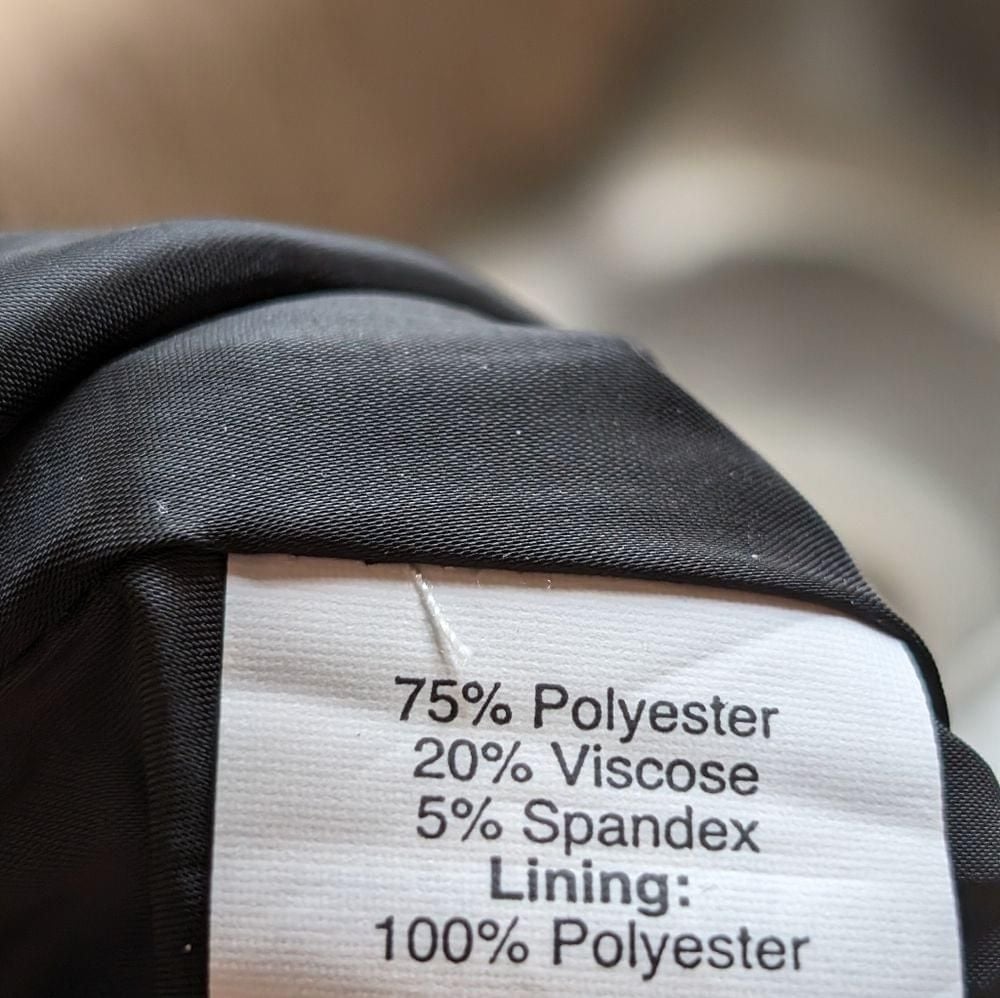 75% Polyester
20% Viscose
5% Spandex
Lining:
100% Polyester